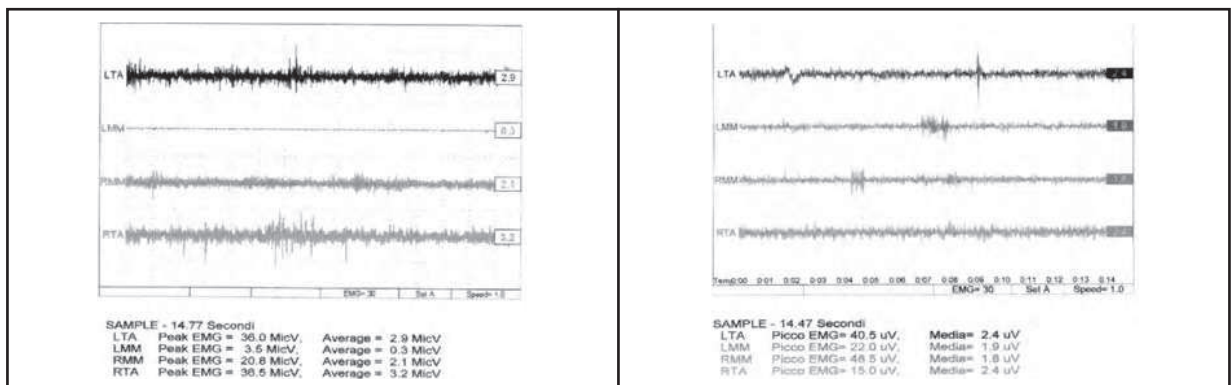 LTA
2.9
LMM
0.3
RMM
2.1
RTA
3.2
EMG= 30 Set A Speed= 1.0
SAMPLE - 14.77 Secondi
LTA Peak EMG = 36.0 MicV, Average = 2.9 MicV
LMM Peak EMG = 3.5 MicV, Average = 0.3 MicV
RMM Peak EMG = 20.8 MicV, Average = 2.1 MicV
RTA Peak EMG = 36.5 MicV, Average = 3.2 MicV
LTA
2.4
LMM
RMM
RTA
0:00 0:01 0:02 0:03 0:04 0:05 0:06 0:07 0:08 0:09 0:10 0:11 0:12 0:13 0:14
EMG= 30 Set A Speed= 1.0
SAMPLE - 14.47 Secondi
LTA Picco EMG= 40.5 uV, Media= 2.4 uV
LMM Picco EMG= 22.0 uV, Media= 1.9 uV
RMM Picco EMG= 48.5 uV, Media= 1.8 uV
RTA Picco EMG= 15.0 uV, Media= 2.4 uV